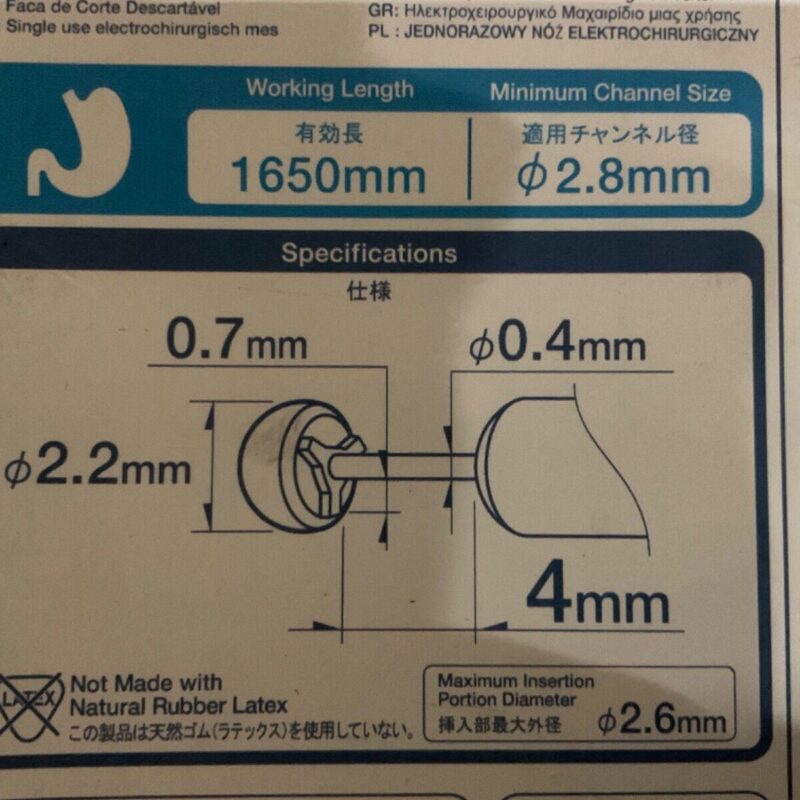 Faca de Corte Descartável
Single use electrochirurgisch mes
GR: Ηλεκτροχειρουργικό Μαχαιρίδιο μιας χρήσης
PL : JEDNORAZOWY NÓŻ ELEKTROCHIRURGICZNY
Working Length
Minimum Channel Size
有効長
適用チャンネル径
1650mm
φ2.8mm
Specifications
仕様
0.7mm
φ0.4mm
φ2.2mm
4mm
LATEX
Not Made with
Natural Rubber Latex
この製品は天然ゴム(ラテックス)を使用していない。
Maximum Insertion
Portion Diameter
挿入部最大外径
φ2.6mm